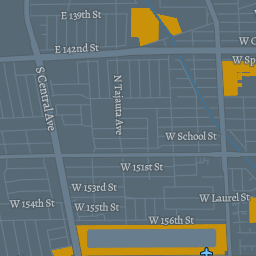 E 139th St
E 142nd St
W C
W Sp
S Central Ave
N Tajauta Ave
W School St
W 151st St
W 153rd St
W Laurel St
W 154th St
W 155th St
W 156th St